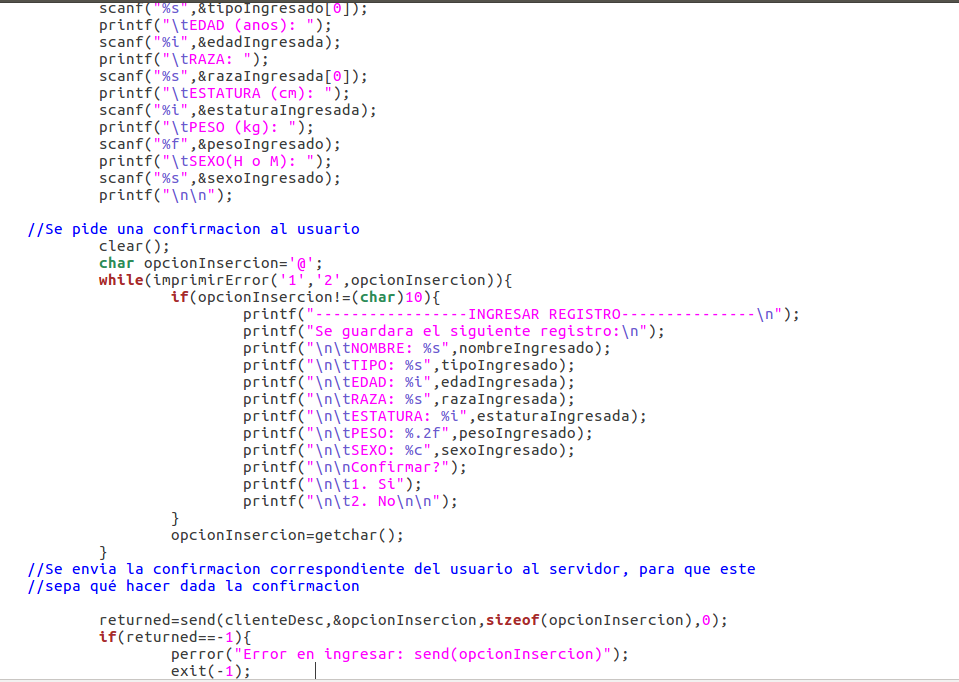 scanf("%s",&tipoIngresado[0]);
printf("\tEDAD (anos): ");
scanf("%i",&edadIngresada);
printf("\tRAZA: ");
scanf("%s",&razaIngresada[0]);
printf("\tESTATURA (cm): ");
scanf("%i",&estaturaIngresada);
printf("\tPESO (kg): ");
scanf("%f",&pesoIngresado);
printf("\tSEXO(H o M): ");
scanf("%s",&sexoIngresado);
printf("\n\n");
//Se pide una confirmacion al usuario
clear();
char opcionInsercion='@';
while(imprimirError('1','2',opcionInsercion)){
if(opcionInsercion!=(char)10){
printf("-----------------INGRESAR REGISTRO---------------\n");
printf("Se guardara el siguiente registro:\n");
printf("\n\tNOMBRE: %s",nombreIngresado);
printf("\n\tTIPO: %s",tipoIngresado);
printf("\n\tEDAD: %i",edadIngresada);
printf("\n\tRAZA: %s",razaIngresada);
printf("\n\tESTATURA: %i",estaturaIngresada);
printf("\n\tPESO: %.2f",pesoIngresado);
printf("\n\tSEXO: %c",sexoIngresado);
printf("\n\nConfirmar?");
printf("\n\t1. Si");
printf("\n\t2. No\n\n");
}
opcionInsercion=getchar();
}
//Se envia la confirmacion correspondiente del usuario al servidor, para que este
//sepa qué hacer dada la confirmacion
returned=send(clienteDesc,&opcionInsercion,sizeof(opcionInsercion),0);
if(returned==-1){
perror("Error en ingresar: send(opcionInsercion)");
exit(-1);